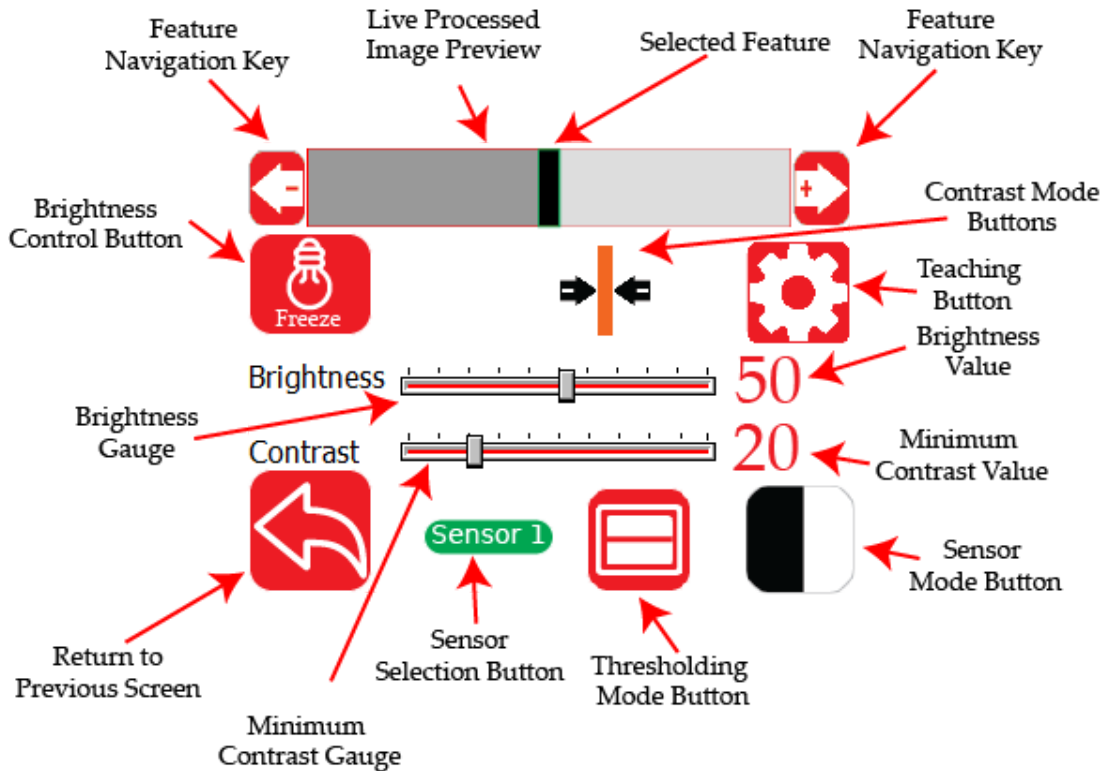 Feature
Navigation Key
Live Processed
Image Preview
Selected Feature
Feature
Navigation Key
-
+
Brightness
Control Button
Contrast Mode
Buttons
Freeze
Teaching
Button
Brightness
Value
Brightness
50
Brightness
Gauge
Contrast
20
Minimum
Contrast Value
Sensor 1
Sensor
Mode Button
Return to
Previous Screen
Sensor
Selection Button
Thresholding
Mode Button
Minimum
Contrast Gauge